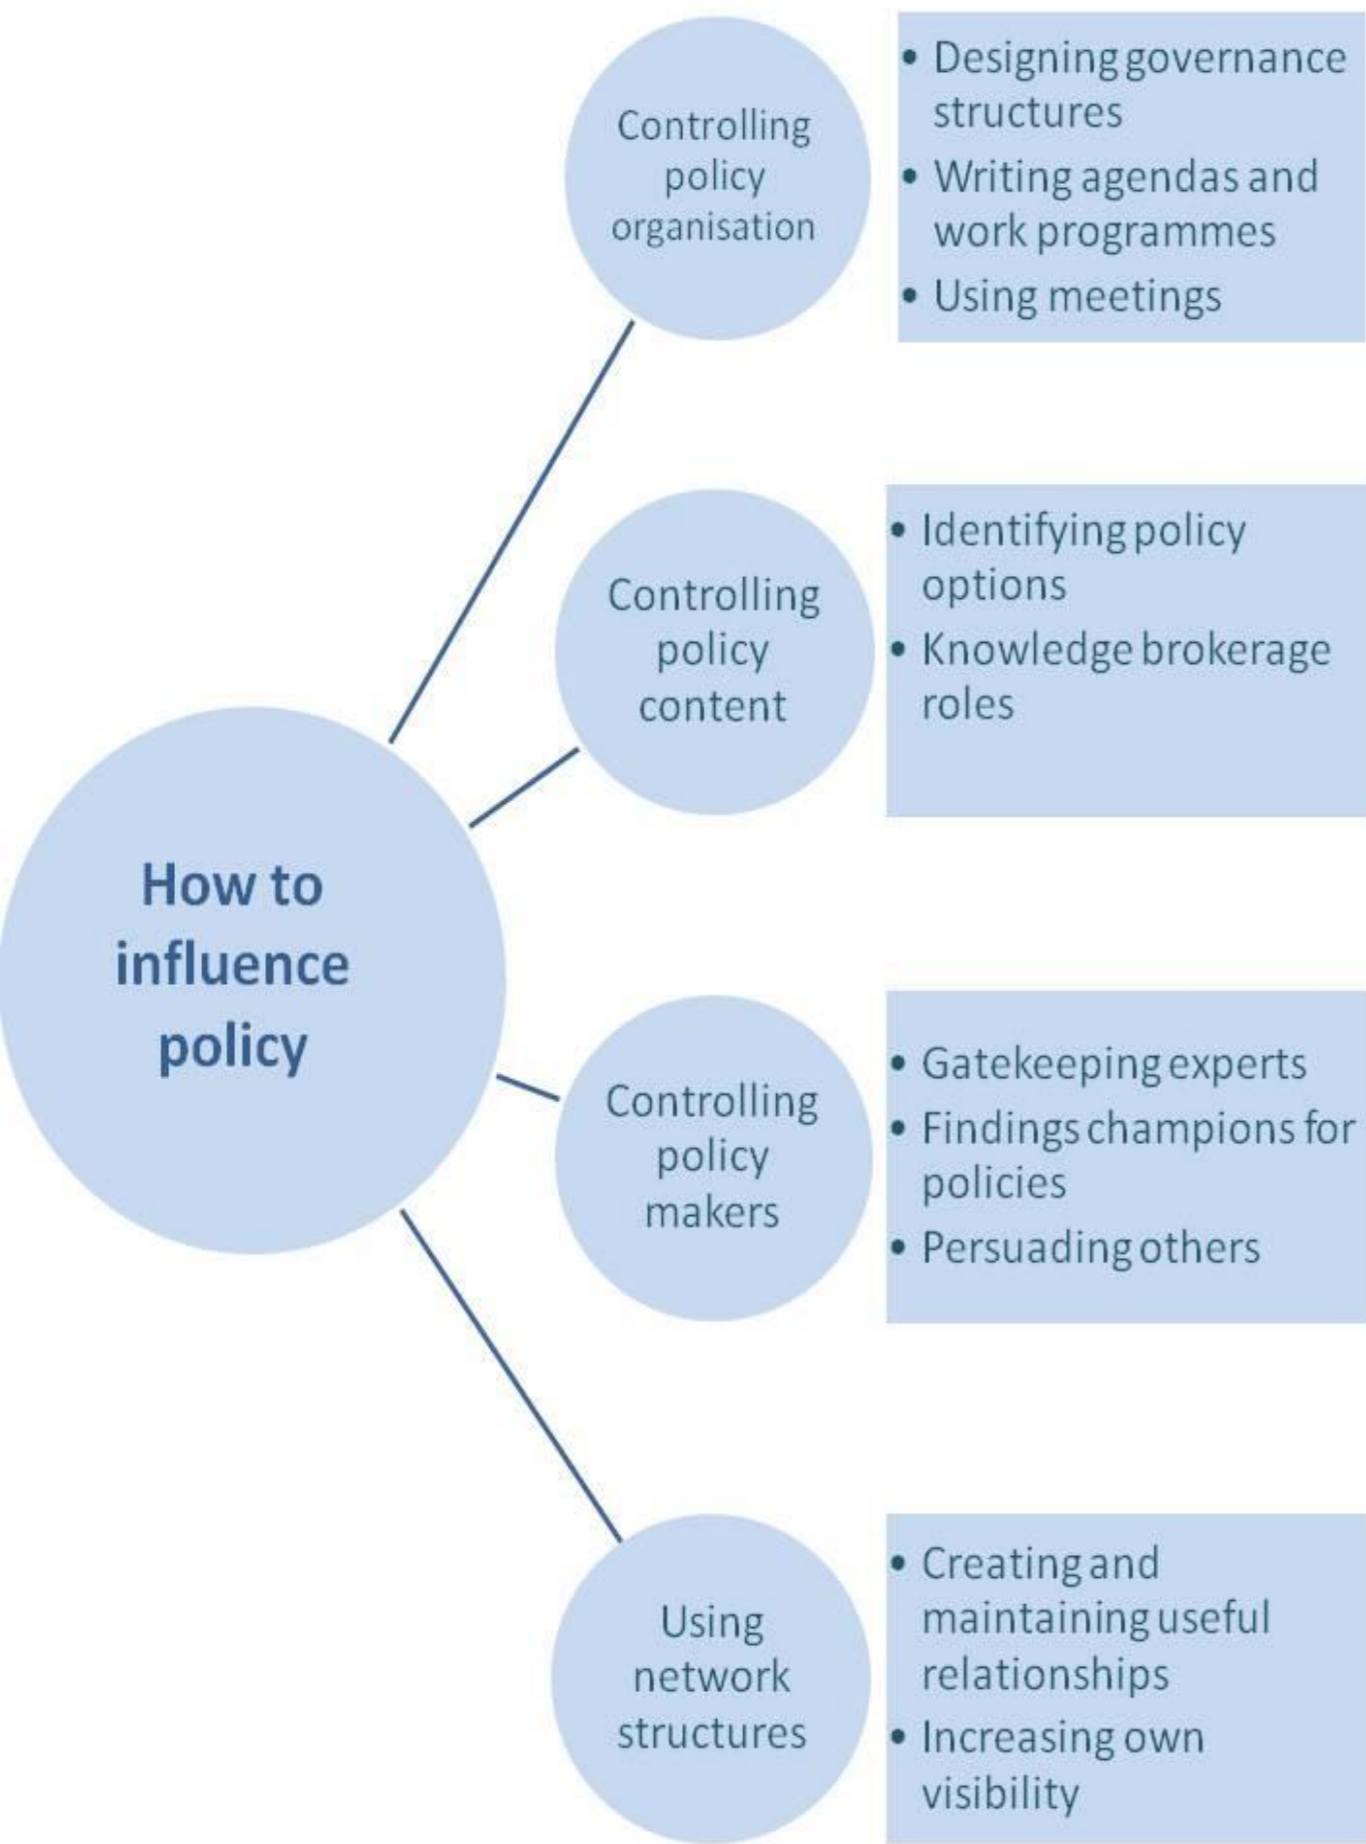 How to
influence
policy
Controlling
policy
organisation
• Designing governance
structures
• Writing agendas and
work programmes
• Using meetings
Controlling
policy
content
• Identifying policy
options
• Knowledge brokerage
roles
Controlling
policy
makers
• Gatekeeping experts
• Findings champions for
policies
• Persuading others
Using
network
structures
• Creating and
maintaining useful
relationships
• Increasing own
visibility